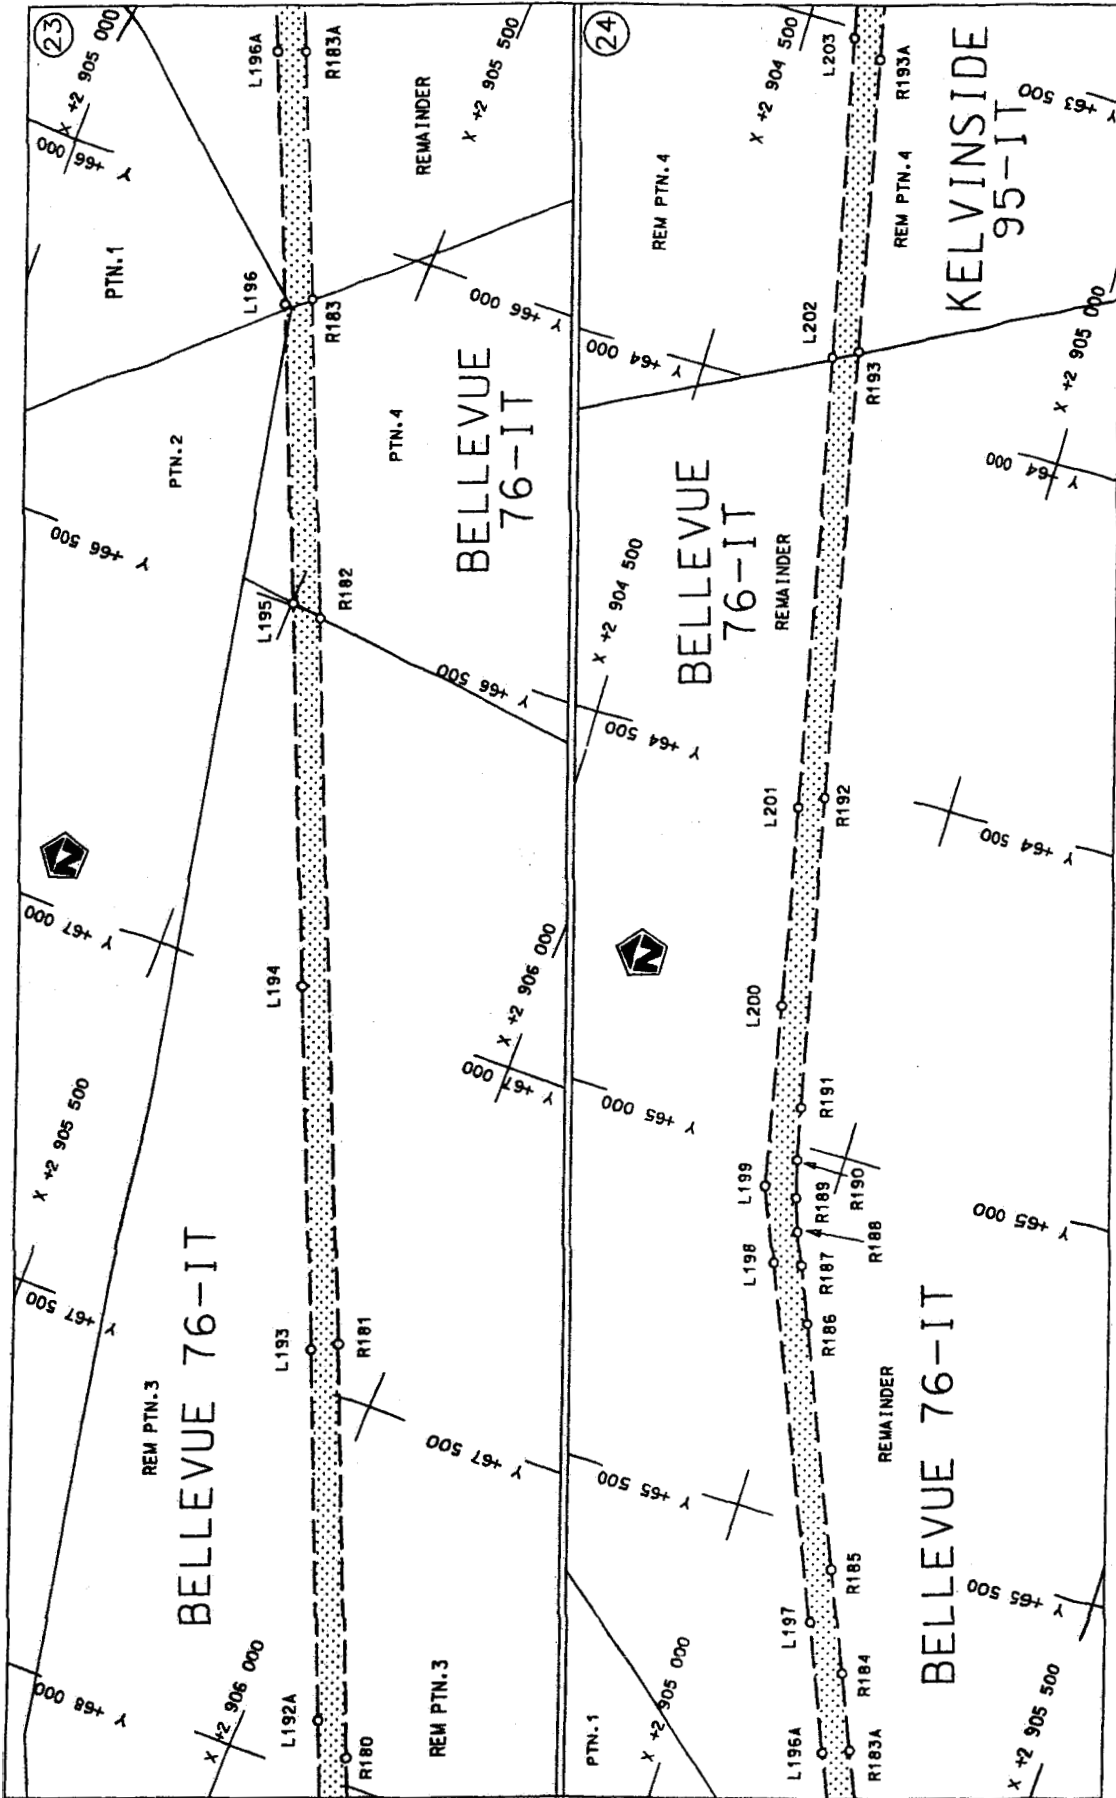 23
X +2 905 000
Y +66 000
PTN.1
L196A
R183A
REMAINDER
X +2 905 500
L196
R183
Y +66 000
PTN.2
PTN.4
BELLEVUE
76-IT
Y +66 500
L195
R182
Y +66 500
N
Y +67 000
L194
X +2 906 000
Y +67 000
X +2 905 500
Y +67 500
L193
R181
Y +67 500
REM PTN.3
BELLEVUE 76-IT
Y +68 000
X +2 906 000
L192A
R180
REM PTN.3
24
X +2 904 500
L203
R193A
REM PTN.4
REM PTN.4
KELVINSIDE
95-IT
Y +63 500
Y +64 000
L202
R193
X +2 905 000
Y +64 000
BELLEVUE
76-IT
REMAINDER
X +2 904 500
Y +64 500
L201
R192
Y +64 500
N
L200
Y +65 000
R191
L199
R190
R189
R188
L198
R187
R186
Y +65 000
REMAINDER
BELLEVUE 76-IT
Y +65 500
R185
L197
R184
Y +65 500
PTN.1
X +2 905 000
L196A
R183A
X +2 905 500